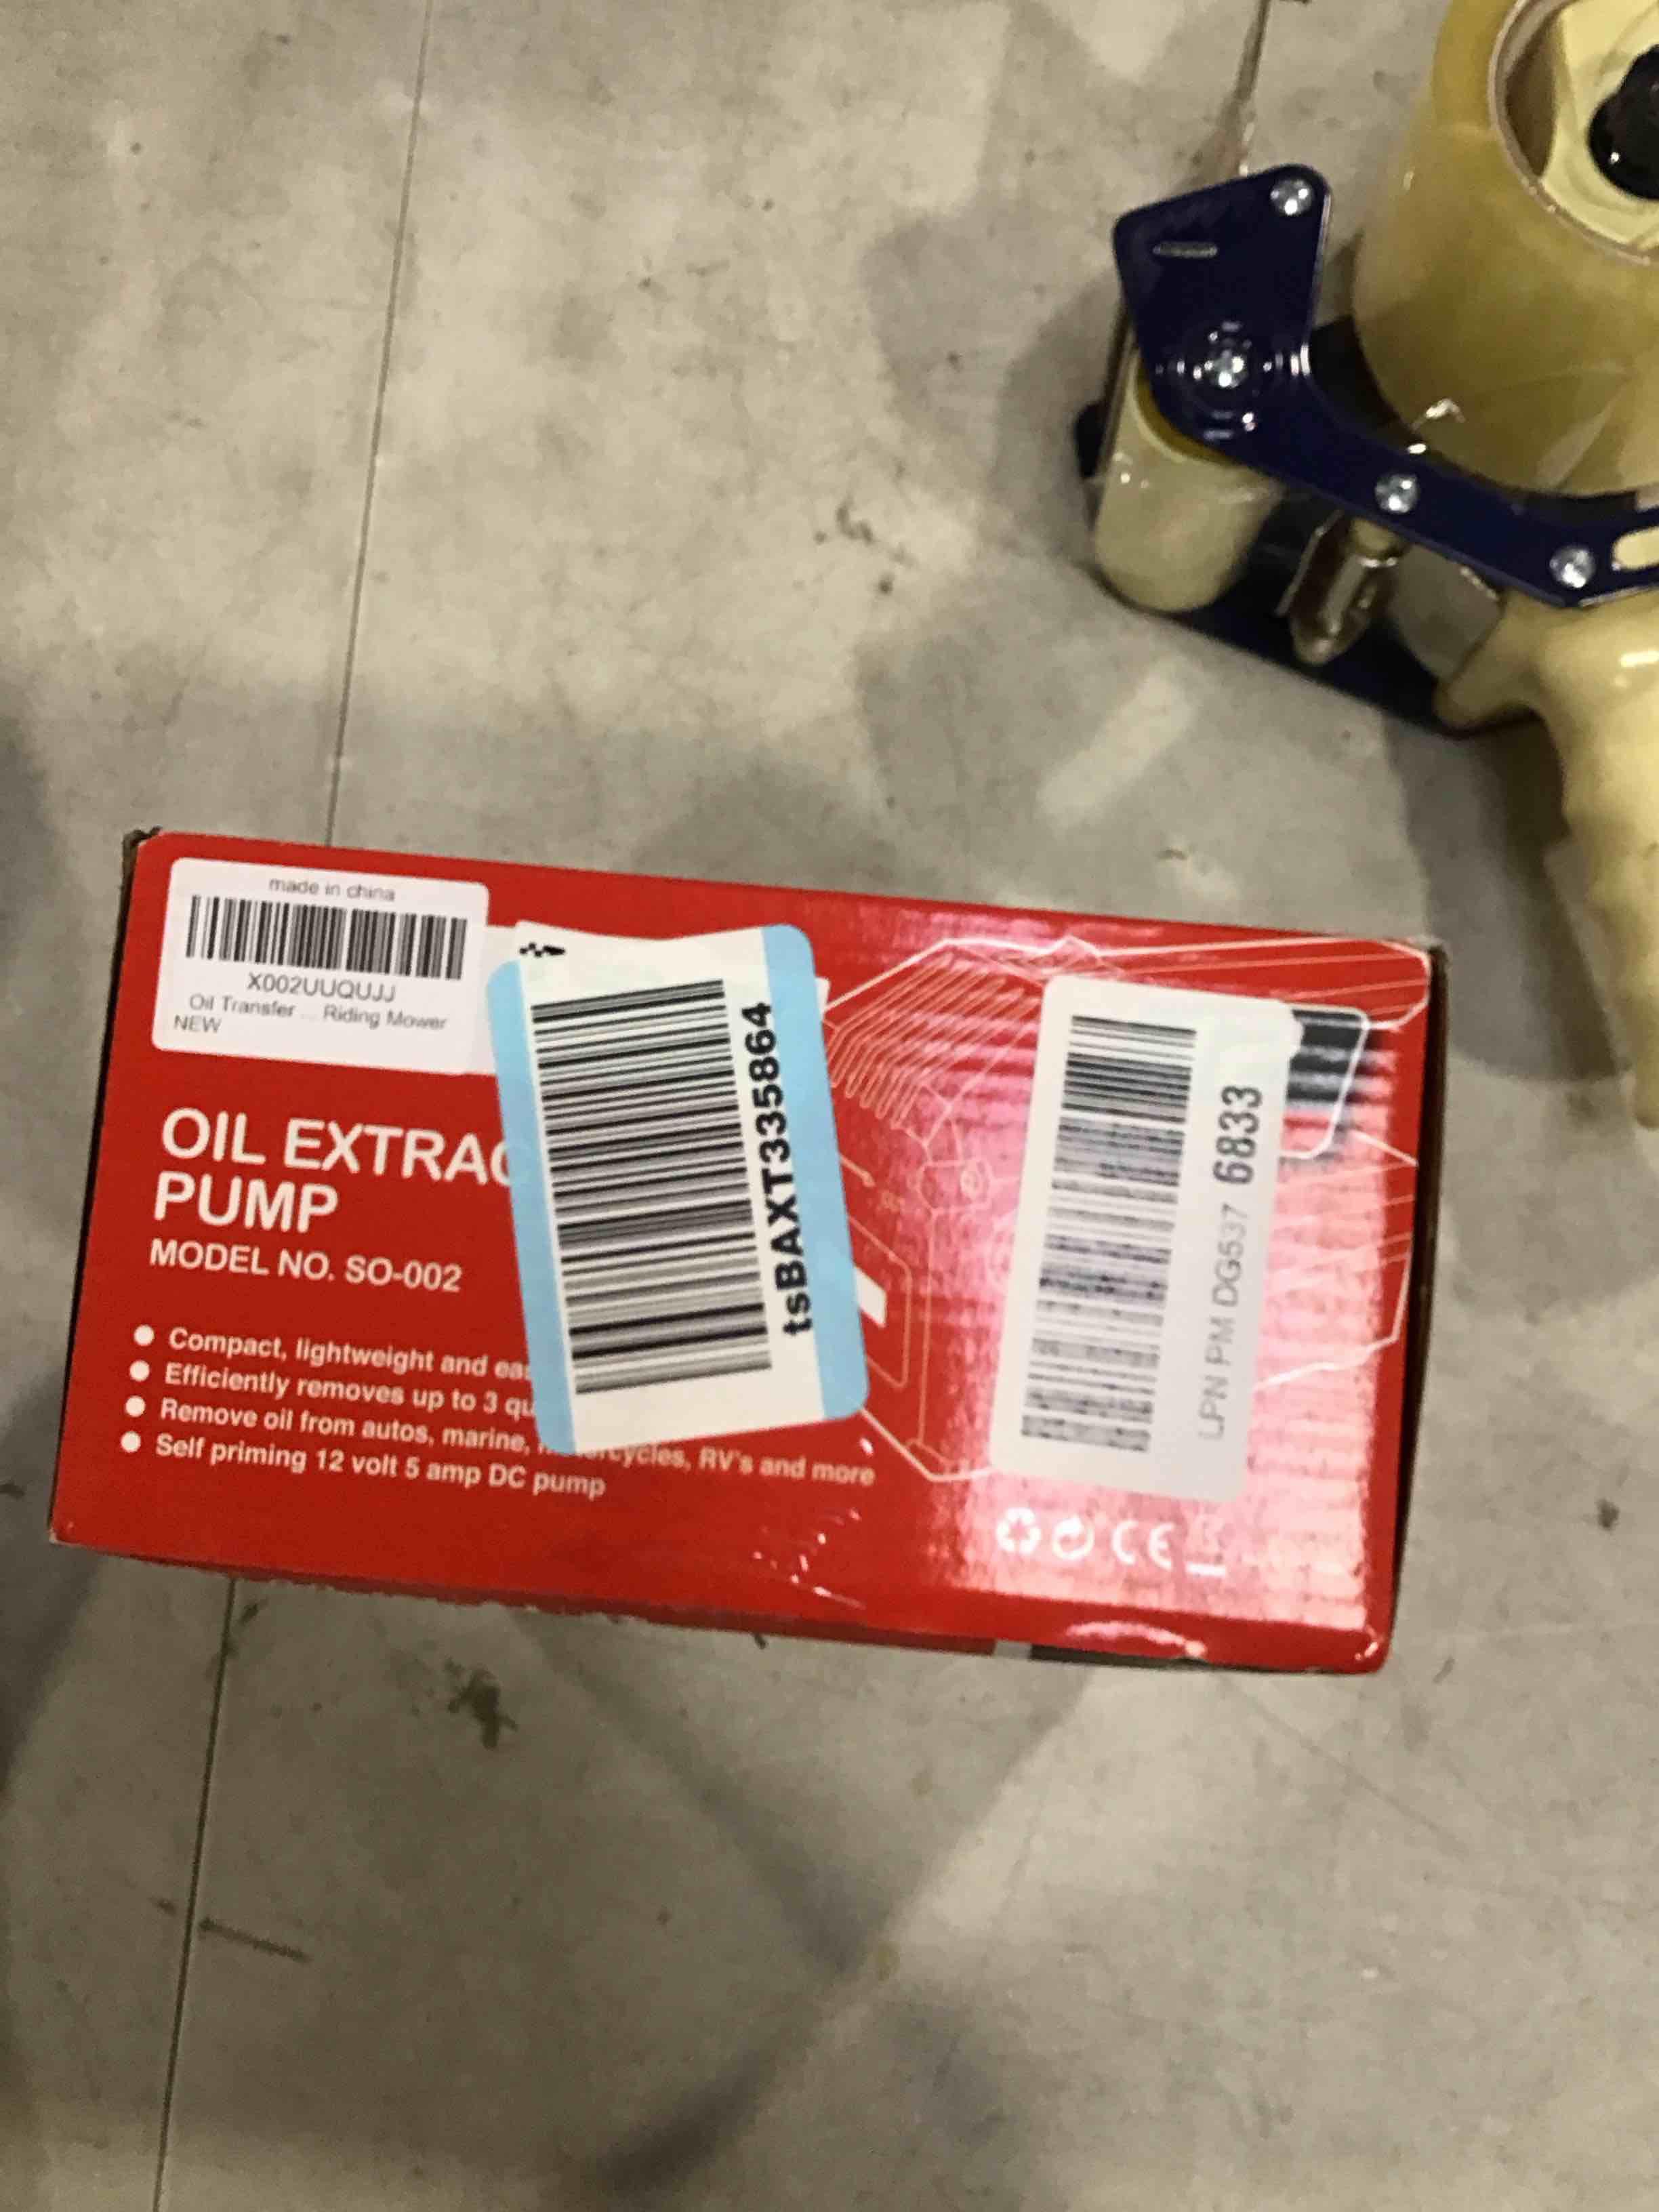 made in china
X002UUQUJJ
Oil Transfer ... Riding Mower
NEW
tsBAXT335864
LPN PM DG537 6833
OIL EXTRAC
PUMP
MODEL NO. SO-002
Compact, lightweight and eas
Efficiently removes up to 3 qu
Remove oil from autos, marine, rcycles, RV's and more
Self priming 12 volt 5 amp DC pump
CE